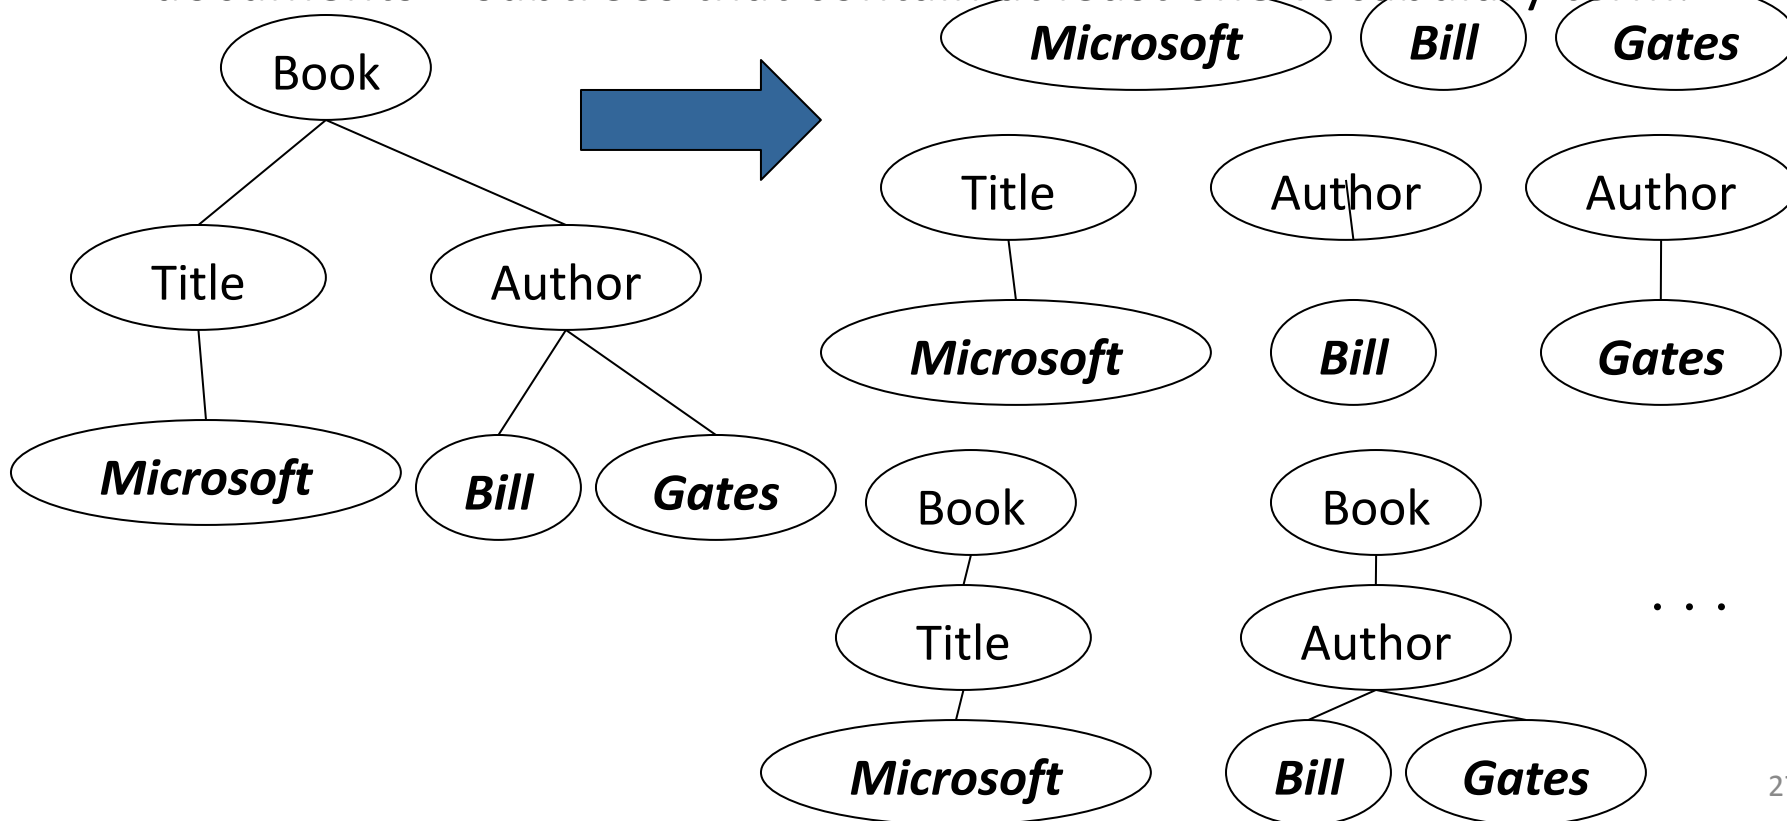 Microsoft Bill Gates
Book
Title Author Author
Title Author
Microsoft Bill Gates
Microsoft Bill Gates
Book Book
Title Author
. . .
Microsoft Bill Gates